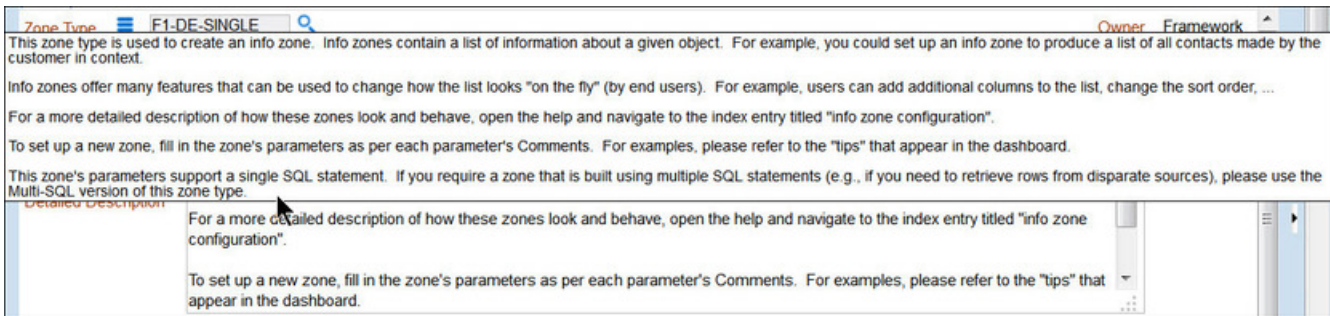 Zone Type F1-DE-SINGLE Owner Framework
This zone type is used to create an info zone. Info zones contain a list of information about a given object. For example, you could set up an info zone to produce a list of all contacts made by the
customer in context.
Info zones offer many features that can be used to change how the list looks "on the fly" (by end users). For example, users can add additional columns to the list, change the sort order, ...
For a more detailed description of how these zones look and behave, open the help and navigate to the index entry titled "info zone configuration".
To set up a new zone, fill in the zone's parameters as per each parameter's Comments. For examples, please refer to the "tips" that appear in the dashboard.
This zone's parameters support a single SQL statement. If you require a zone that is built using multiple SQL statements (e.g., if you need to retrieve rows from disparate sources), please use the
Multi-SQL version of this zone type.
Detailed Description
For a more detailed description of how these zones look and behave, open the help and navigate to the index entry titled "info zone
configuration".
To set up a new zone, fill in the zone's parameters as per each parameter's Comments. For examples, please refer to the "tips" that
appear in the dashboard.